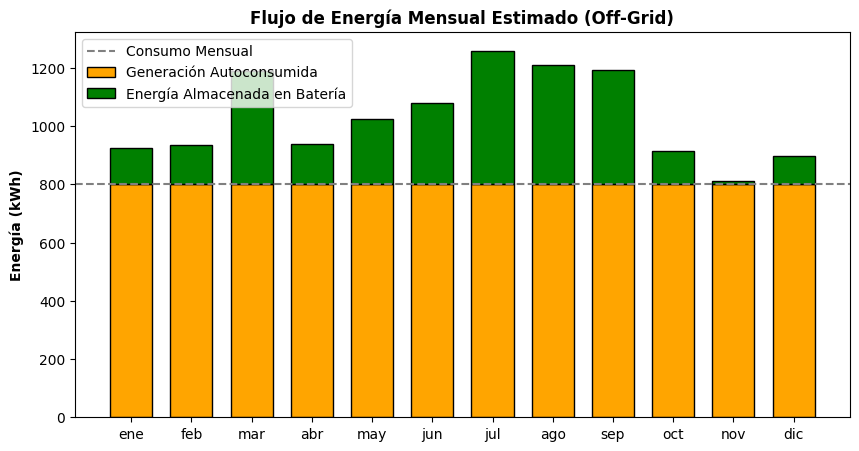 Flujo de Energía Mensual Estimado (Off-Grid)
Consumo Mensual
Generación Autoconsumida
Energía Almacenada en Batería
Energía (kWh)
1200
1000
800
600
400
200
0
ene feb mar abr may jun jul ago sep oct nov dic